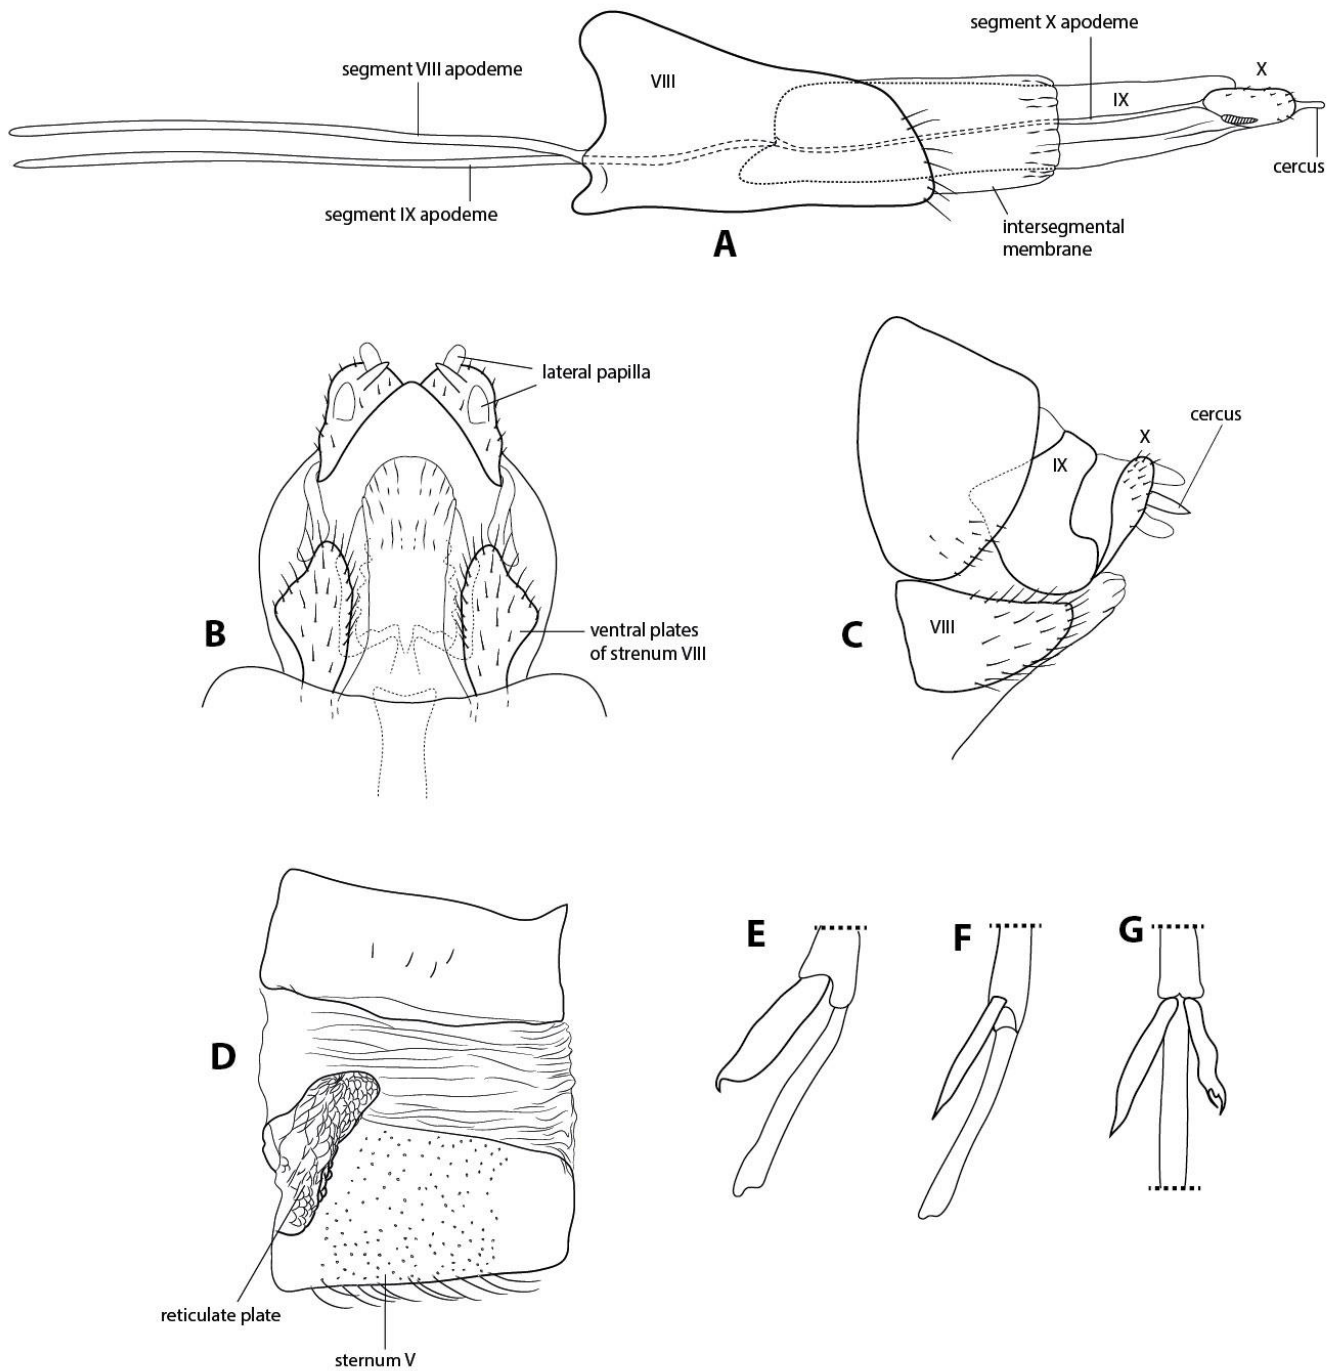 segment X apodeme
segment VIII apodeme
VIII
X
IX
cercus
segment IX apodeme
intersegmental
membrane
A
lateral papilla
B
ventral plates
of strenum VIII
cercus
X
IX
C
VIII
D
reticulate plate
sternum V
E
F
G